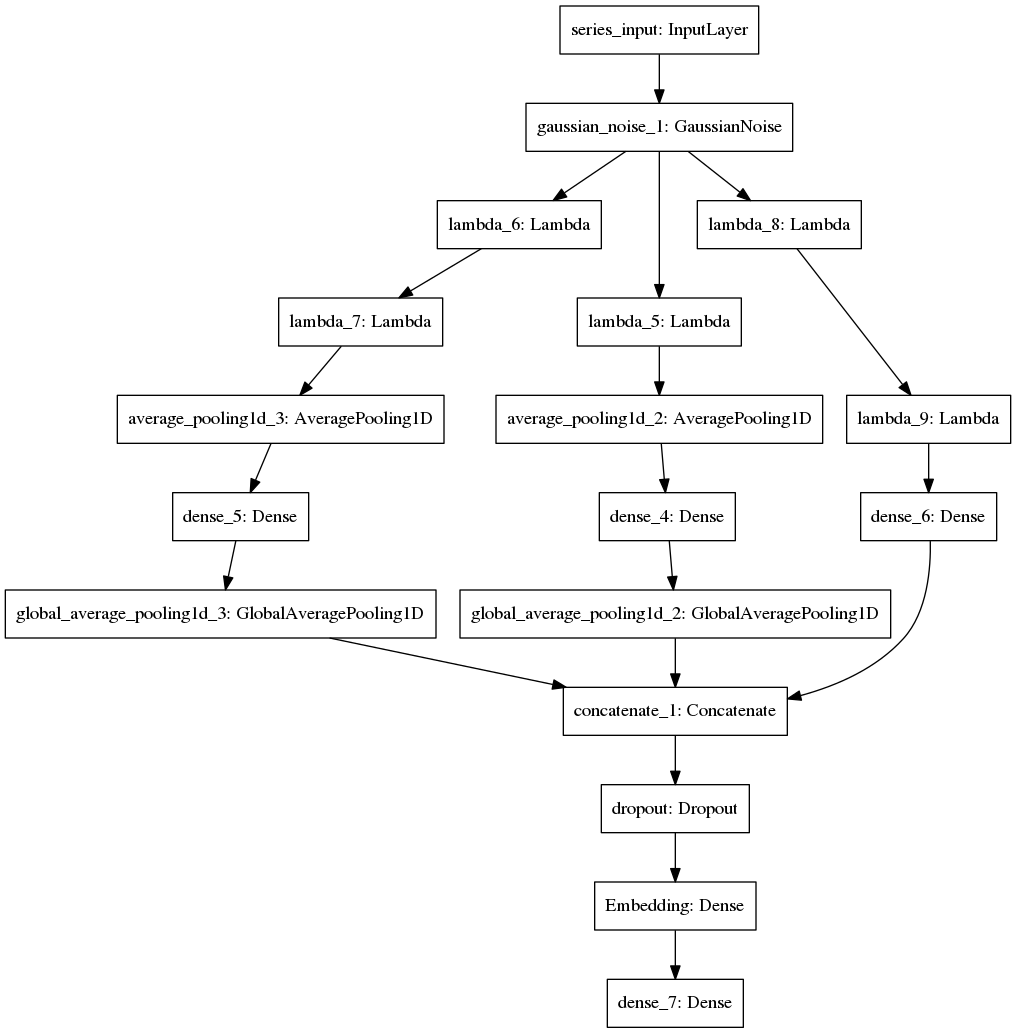 series_input: InputLayer
gaussian_noise_1: GaussianNoise
lambda_6: Lambda
lambda_8: Lambda
lambda_7: Lambda
lambda_5: Lambda
average_pooling1d_3: AveragePooling1D
average_pooling1d_2: AveragePooling1D
lambda_9: Lambda
dense_5: Dense
dense_4: Dense
dense_6: Dense
global_average_pooling1d_3: GlobalAveragePooling1D
global_average_pooling1d_2: GlobalAveragePooling1D
concatenate_1: Concatenate
dropout: Dropout
Embedding: Dense
dense_7: Dense